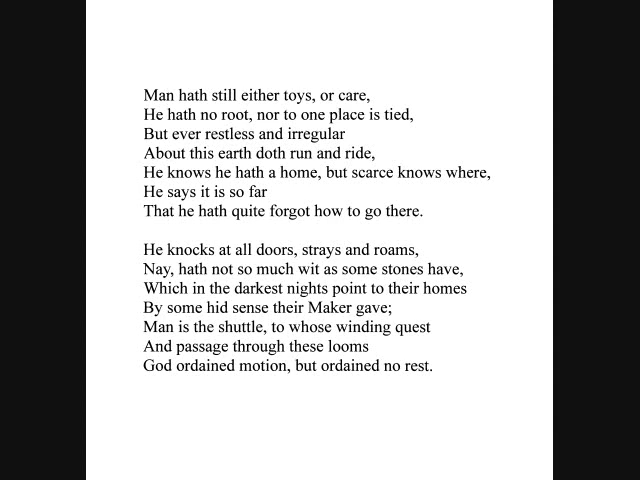 Man hath still either toys, or care,
He hath no root, nor to one place is tied,
But ever restless and irregular
About this earth doth run and ride,
He knows he hath a home, but scarce knows where,
He says it is so far
That he hath quite forgot how to go there.
He knocks at all doors, strays and roams,
Nay, hath not so much wit as some stones have,
Which in the darkest nights point to their homes
By some hid sense their Maker gave;
Man is the shuttle, to whose winding quest
And passage through these looms
God ordained motion, but ordained no rest.